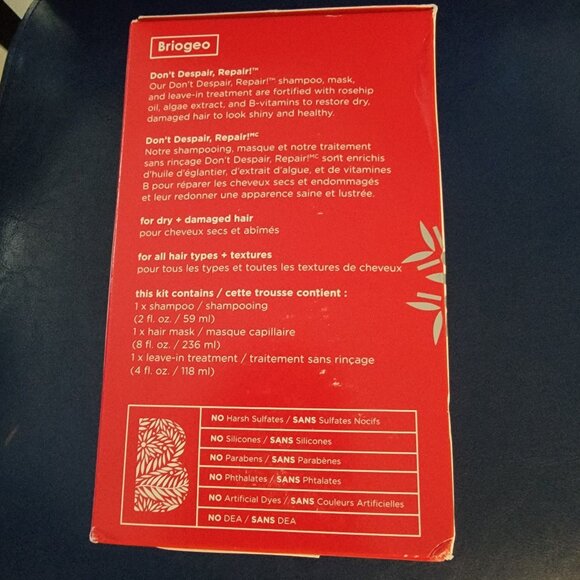 Briogeo
Don't Despair, Repair!™
Our Don't Despair, Repair!™ shampoo, mask,
and leave-in treatment are fortified with rosehip
oil, algae extract, and B-vitamins to restore dry,
damaged hair to look shiny and healthy.
Don't Despair, Repair!ᴹᶜ
Notre shampooing, masque et notre traitement
sans rinçage Don't Despair, Repair!ᴹᶜ sont enrichis
d'huile d'églantier, d'extrait d'algue, et de vitamines
B pour réparer les cheveux secs et endommagés
et leur redonner une apparence saine et lustrée.
for dry + damaged hair
pour cheveux secs et abîmés
for all hair types + textures
pour tous les types et toutes les textures de cheveux
this kit contains / cette trousse contient :
1 x shampoo / shampooing
(2 fl. oz. / 59 ml)
1 x hair mask / masque capillaire
(8 fl. oz. / 236 ml)
1 x leave-in treatment / traitement sans rinçage
(4 fl. oz. / 118 ml)
B
NO Harsh Sulfates / SANS Sulfates Nocifs
NO Silicones / SANS Silicones
NO Parabens / SANS Parabènes
NO Phthalates / SANS Phtalates
NO Artificial Dyes / SANS Couleurs Artificielles
NO DEA / SANS DEA